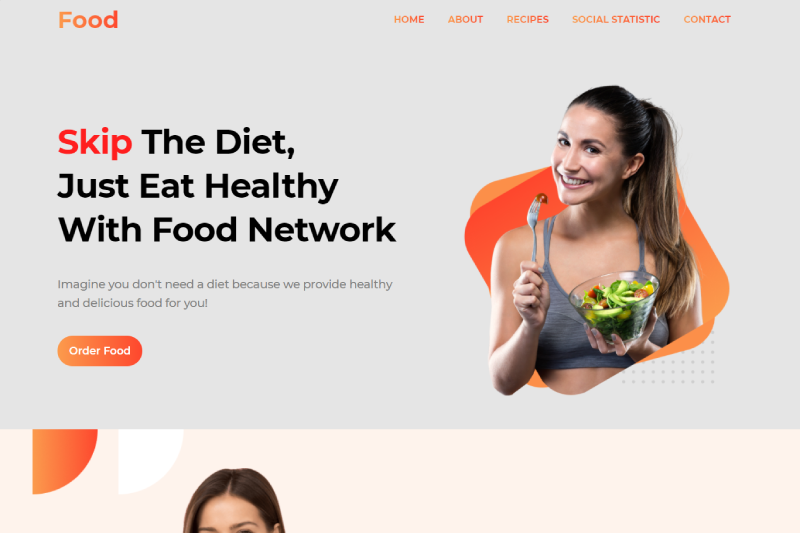 Food
HOME ABOUT RECIPES SOCIAL STATISTIC CONTACT
Skip The Diet,
Just Eat Healthy
With Food Network
Imagine you don't need a diet because we provide healthy
and delicious food for you!
Order Food